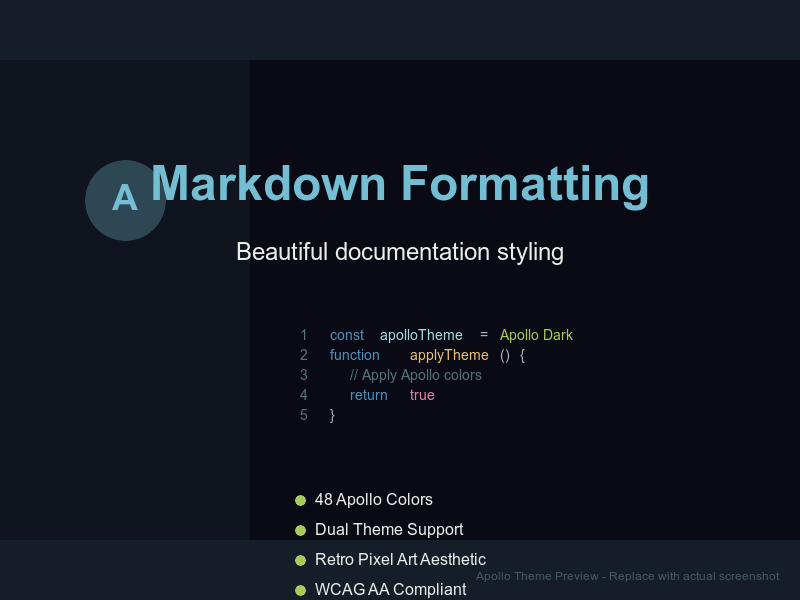 A
Markdown Formatting
Beautiful documentation styling
1 const apolloTheme = Apollo Dark
2 function applyTheme () {
3 // Apply Apollo colors
4 return true
5 }
48 Apollo Colors
Dual Theme Support
Retro Pixel Art Aesthetic
Apollo Theme Preview - Replace with actual screenshot
WCAG AA Compliant